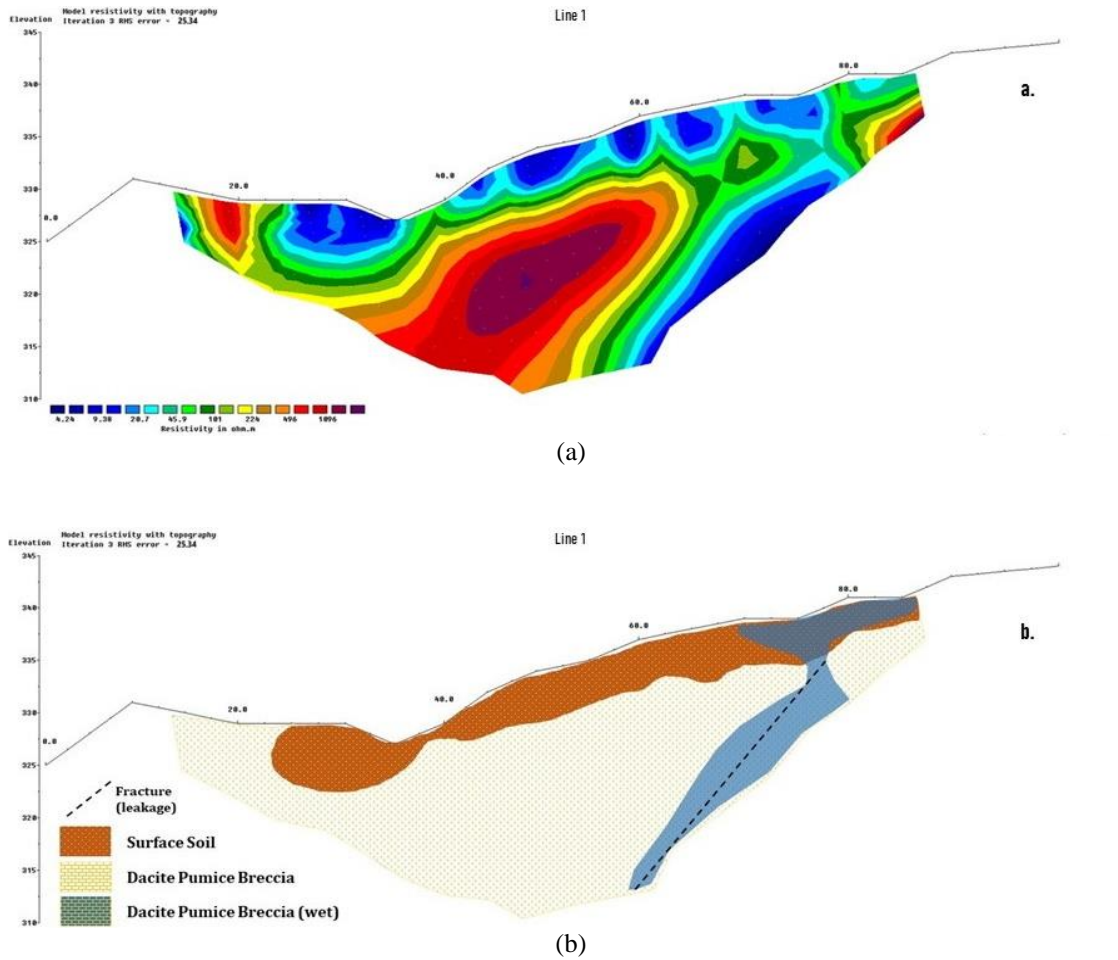 Model resistivity with topography
Line 1
Elevation Iteration 3 RMS error = 25.34
345
340
335
330
325
320
315
310
a.
0.0
20.0
40.0
60.0
80.0
4.24 9.38 20.7 45.9 101 224 496 1096
Resistivity in ohm.m
(a)
Model resistivity with topography
Line 1
Elevation Iteration 3 RMS error = 25.34
345
340
335
330
325
320
315
310
b.
0.0
20.0
40.0
60.0
80.0
Fracture
(leakage)
Surface Soil
Dacite Pumice Breccia
Dacite Pumice Breccia (wet)
(b)